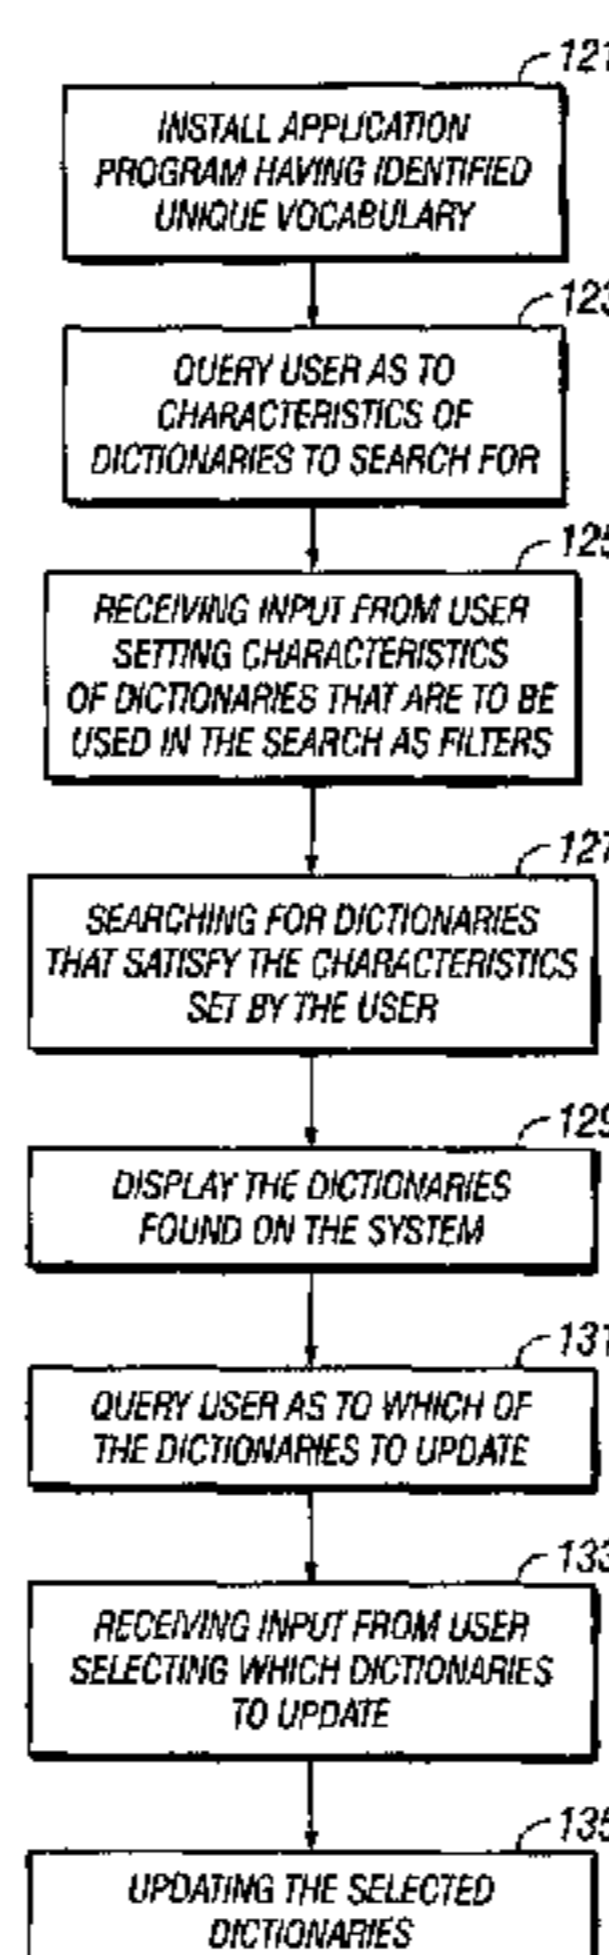 121
INSTALL APPLICATION
PROGRAM HAVING IDENTIFIED
UNIQUE VOCABULARY
123
QUERY USER AS TO
CHARACTERISTICS OF
DICTIONARIES TO SEARCH FOR
125
RECEIVING INPUT FROM USER
SETTING CHARACTERISTICS
OF DICTIONARIES THAT ARE TO BE
USED IN THE SEARCH AS FILTERS
127
SEARCHING FOR DICTIONARIES
THAT SATISFY THE CHARACTERISTICS
SET BY THE USER
129
DISPLAY THE DICTIONARIES
FOUND ON THE SYSTEM
131
QUERY USER AS TO WHICH OF
THE DICTIONARIES TO UPDATE
133
RECEIVING INPUT FROM USER
SELECTING WHICH DICTIONARIES
TO UPDATE
135
UPDATING THE SELECTED
DICTIONARIES